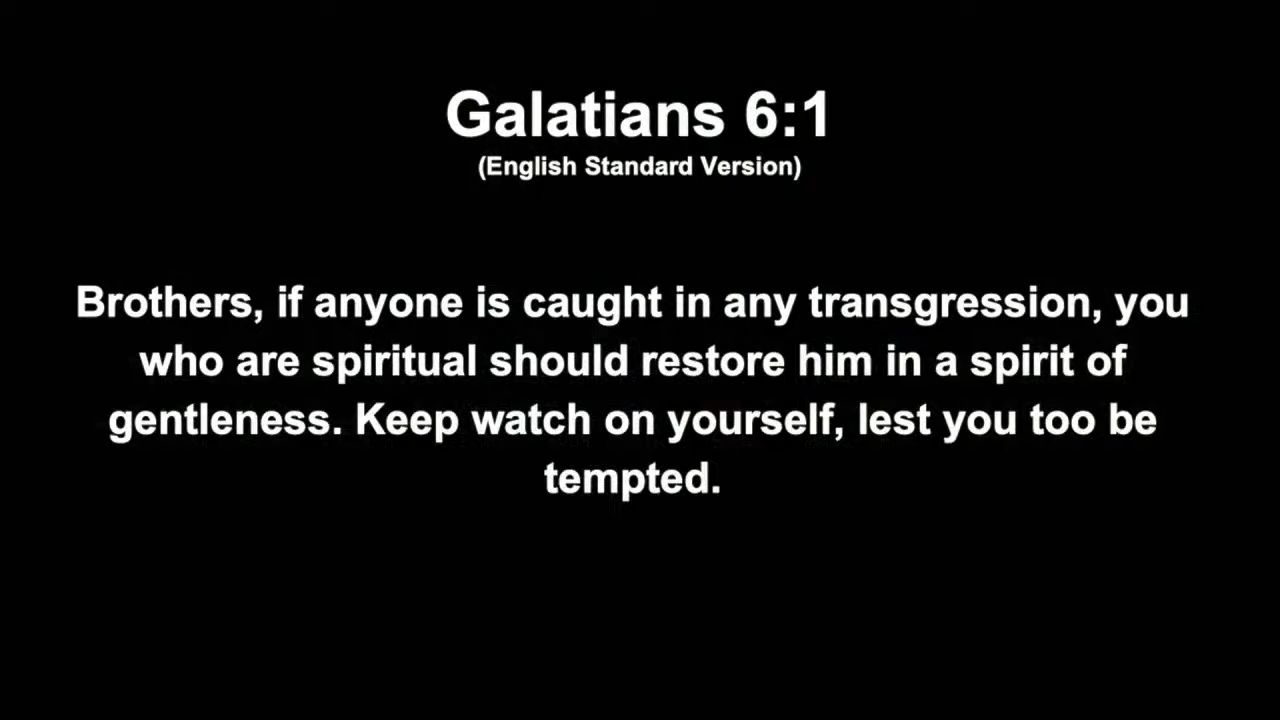 Galatians 6:1
(English Standard Version)
Brothers, if anyone is caught in any transgression, you
who are spiritual should restore him in a spirit of
gentleness. Keep watch on yourself, lest you too be
tempted.